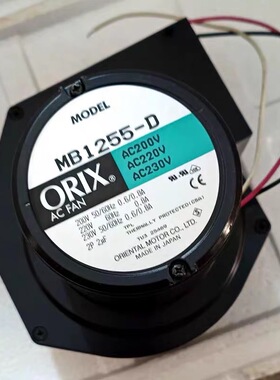 MODEL
MB1255-D
ORIX
AC FAN
AC200V
AC220V
AC230V
200V 50/60Hz 0.6/0.8A
220V 60Hz 0.8A
230V 50/60Hz 0.6/0.8A
2P 2μF
THERMALLY PROTECTED(CSA)
ORIENTAL MOTOR CO., LTD.
MADE IN JAPAN